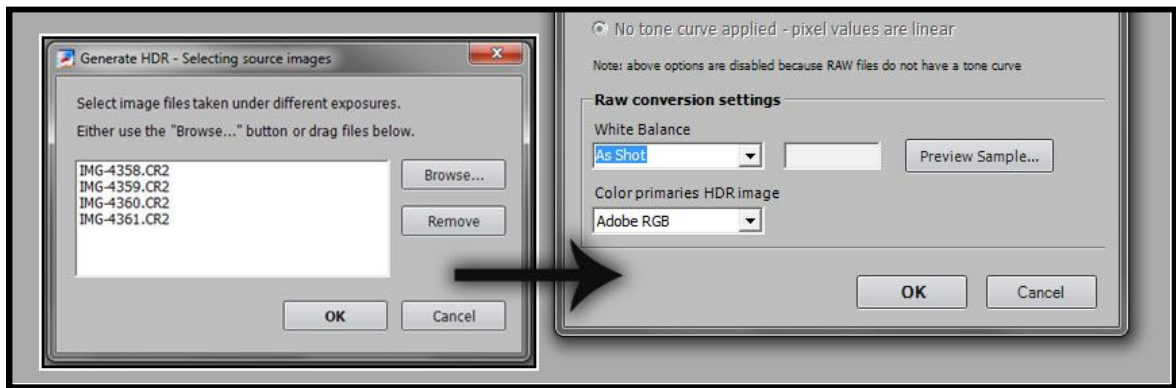 Generate HDR - Selecting source images
Select image files taken under different exposures.
Either use the "Browse..." button or drag files below.
IMG-4358.CR2
IMG-4359.CR2
IMG-4360.CR2
IMG-4361.CR2
Browse...
Remove
OK
Cancel
No tone curve applied - pixel values are linear
Note: above options are disabled because RAW files do not have a tone curve
Raw conversion settings
White Balance
As Shot
Preview Sample...
Color primaries HDR image
Adobe RGB
OK
Cancel